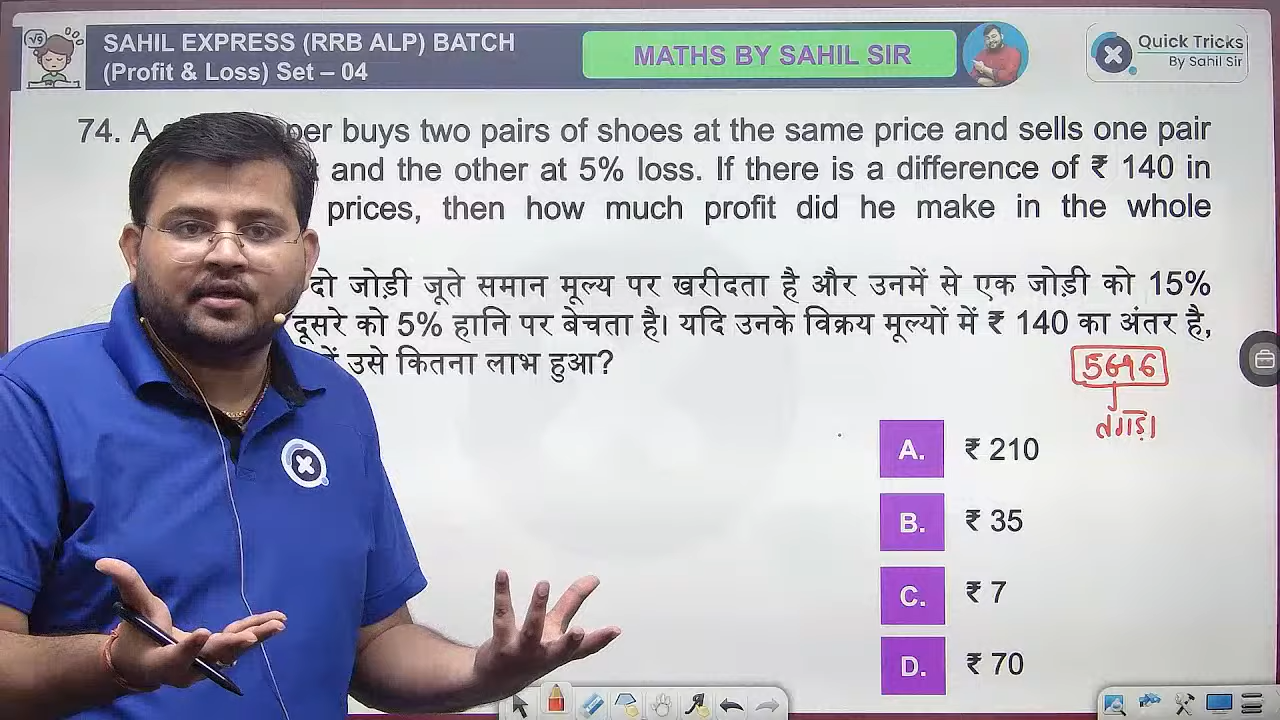 SAHIL EXPRESS (RRB ALP) BATCH
(Profit & Loss) Set – 04
MATHS BY SAHIL SIR
Quick Tricks
By Sahil Sir
74. A per buys two pairs of shoes at the same price and sells one pair
and the other at 5% loss. If there is a difference of ₹ 140 in
prices, then how much profit did he make in the whole
दो जोड़ी जूते समान मूल्य पर खरीदता है और उनमें से एक जोड़ी को 15%
दूसरे को 5% हानि पर बेचता है। यदि उनके विक्रय मूल्यों में ₹ 140 का अंतर है,
उसे कितना लाभ हुआ?
5696
तगड़ा
A. ₹ 210
B. ₹ 35
C. ₹ 7
D. ₹ 70